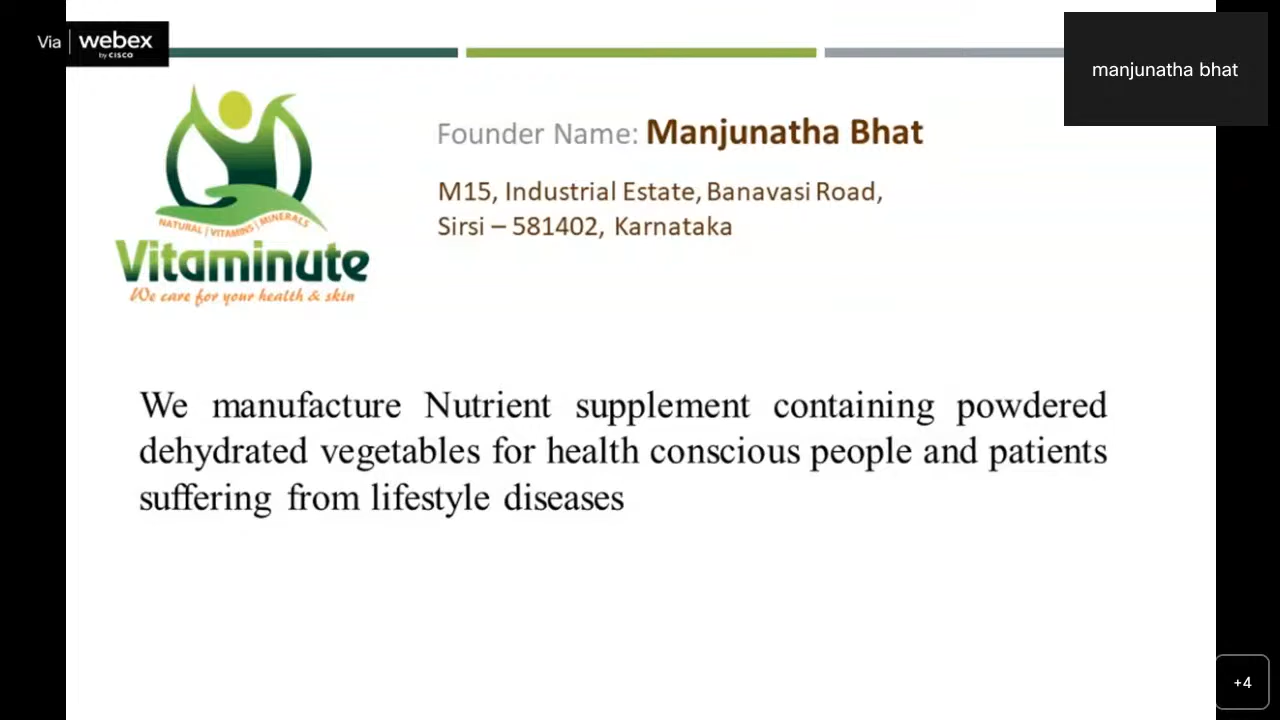 Via webex
by CISCO
manjunatha bhat
NATURAL | VITAMINS | MINERALS
Vitaminute
We care for your health & skin
Founder Name: Manjunatha Bhat
M15, Industrial Estate, Banavasi Road,
Sirsi – 581402, Karnataka
We manufacture Nutrient supplement containing powdered
dehydrated vegetables for health conscious people and patients
suffering from lifestyle diseases
+4